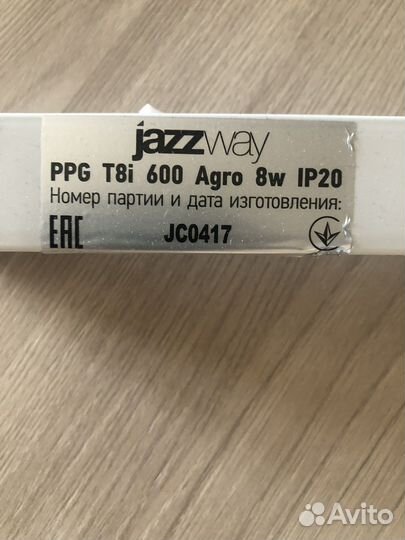 jazzway
PPG T8i 600 Agro 8w IP20
Номер партии и дата изготовления:
EAC JC0417
Avito